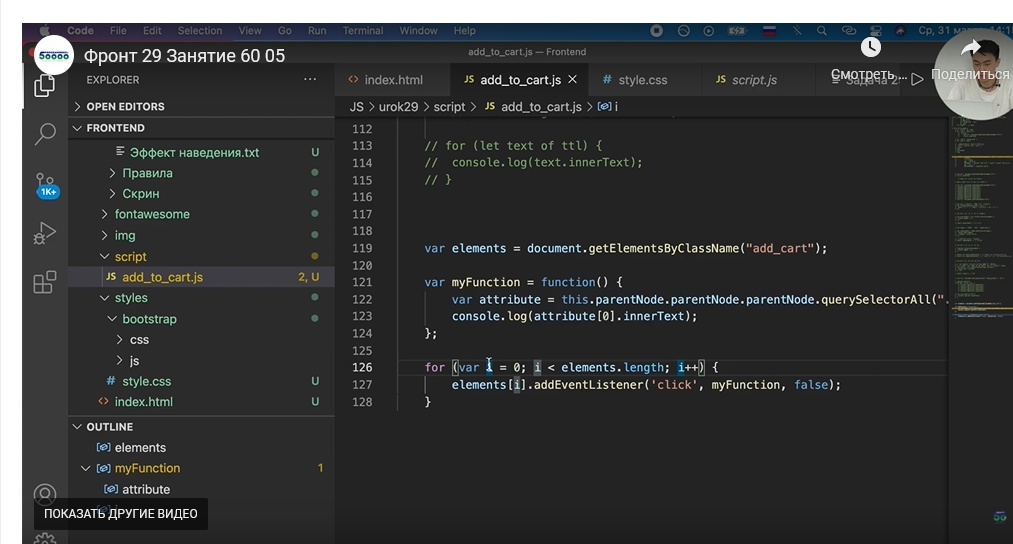 Code File Edit Selection View Go Run Terminal Window Help Ср, 31
add_to_cart.js — Frontend
50000
Фронт 29 Занятие 60 05
Смотреть... Поделиться
EXPLORER ...
index.html JS add_to_cart.js × # style.css JS script.js Задача 2
JS > urok29 > script > JS add_to_cart.js > i
OPEN EDITORS
FRONTEND
Эффект наведения.txt U
Правила
Скрин
fontawesome
img
script
JS add_to_cart.js 2, U
styles
bootstrap
css
js
# style.css U
<> index.html U
OUTLINE
elements
myFunction 1
attribute
1K+
112
113 // for (let text of ttl) {
114 //  console.log(text.innerText);
115 // }
116
117
118
119 var elements = document.getElementsByClassName("add_cart");
120
121 var myFunction = function() {
122 var attribute = this.parentNode.parentNode.parentNode.querySelectorAll(".
123 console.log(attribute[0].innerText);
124 };
125
126 for (var i = 0; i < elements.length; i++) {
127 elements[i].addEventListener('click', myFunction, false);
128 }
ПОКАЗАТЬ ДРУГИЕ ВИДЕО